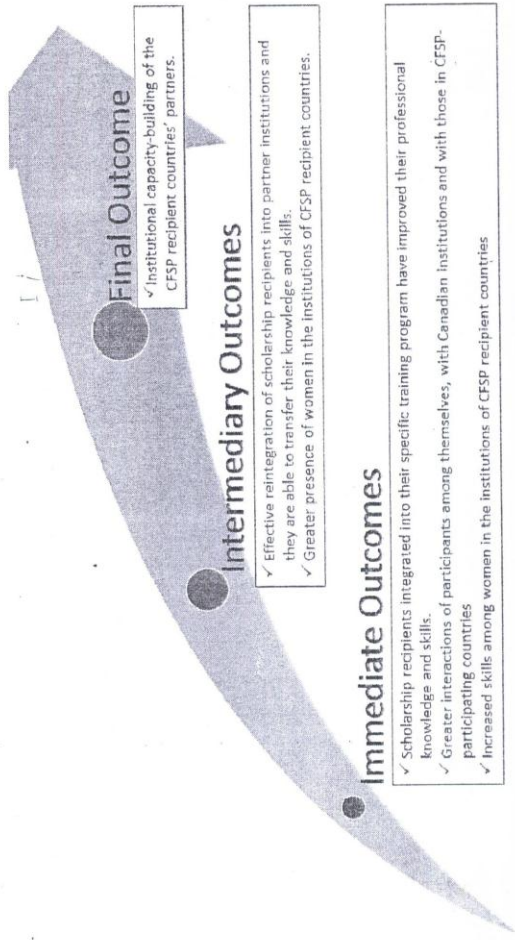 Final Outcome
✓ Institutional capacity-building of the
CFSP recipient countries' partners.
Intermediary Outcomes
✓ Effective reintegration of scholarship recipients into partner institutions and
they are able to transfer their knowledge and skills.
✓ Greater presence of women in the institutions of CFSP recipient countries.
Immediate Outcomes
✓ Scholarship recipients integrated into their specific training program have improved their professional
knowledge and skills.
✓ Greater interactions of participants among themselves, with Canadian Institutions and with those in CFSP-
participating countries
✓ Increased skills among women in the institutions of CFSP recipient countries